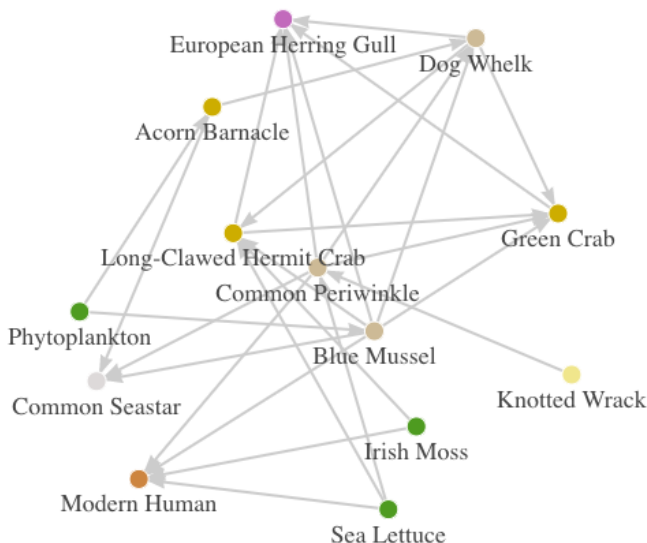 European Herring Gull
Dog Whelk
Acorn Barnacle
Green Crab
Long-Clawed Hermit Crab
Common Periwinkle
Phytoplankton
Blue Mussel
Common Seastar
Knotted Wrack
Irish Moss
Modern Human
Sea Lettuce